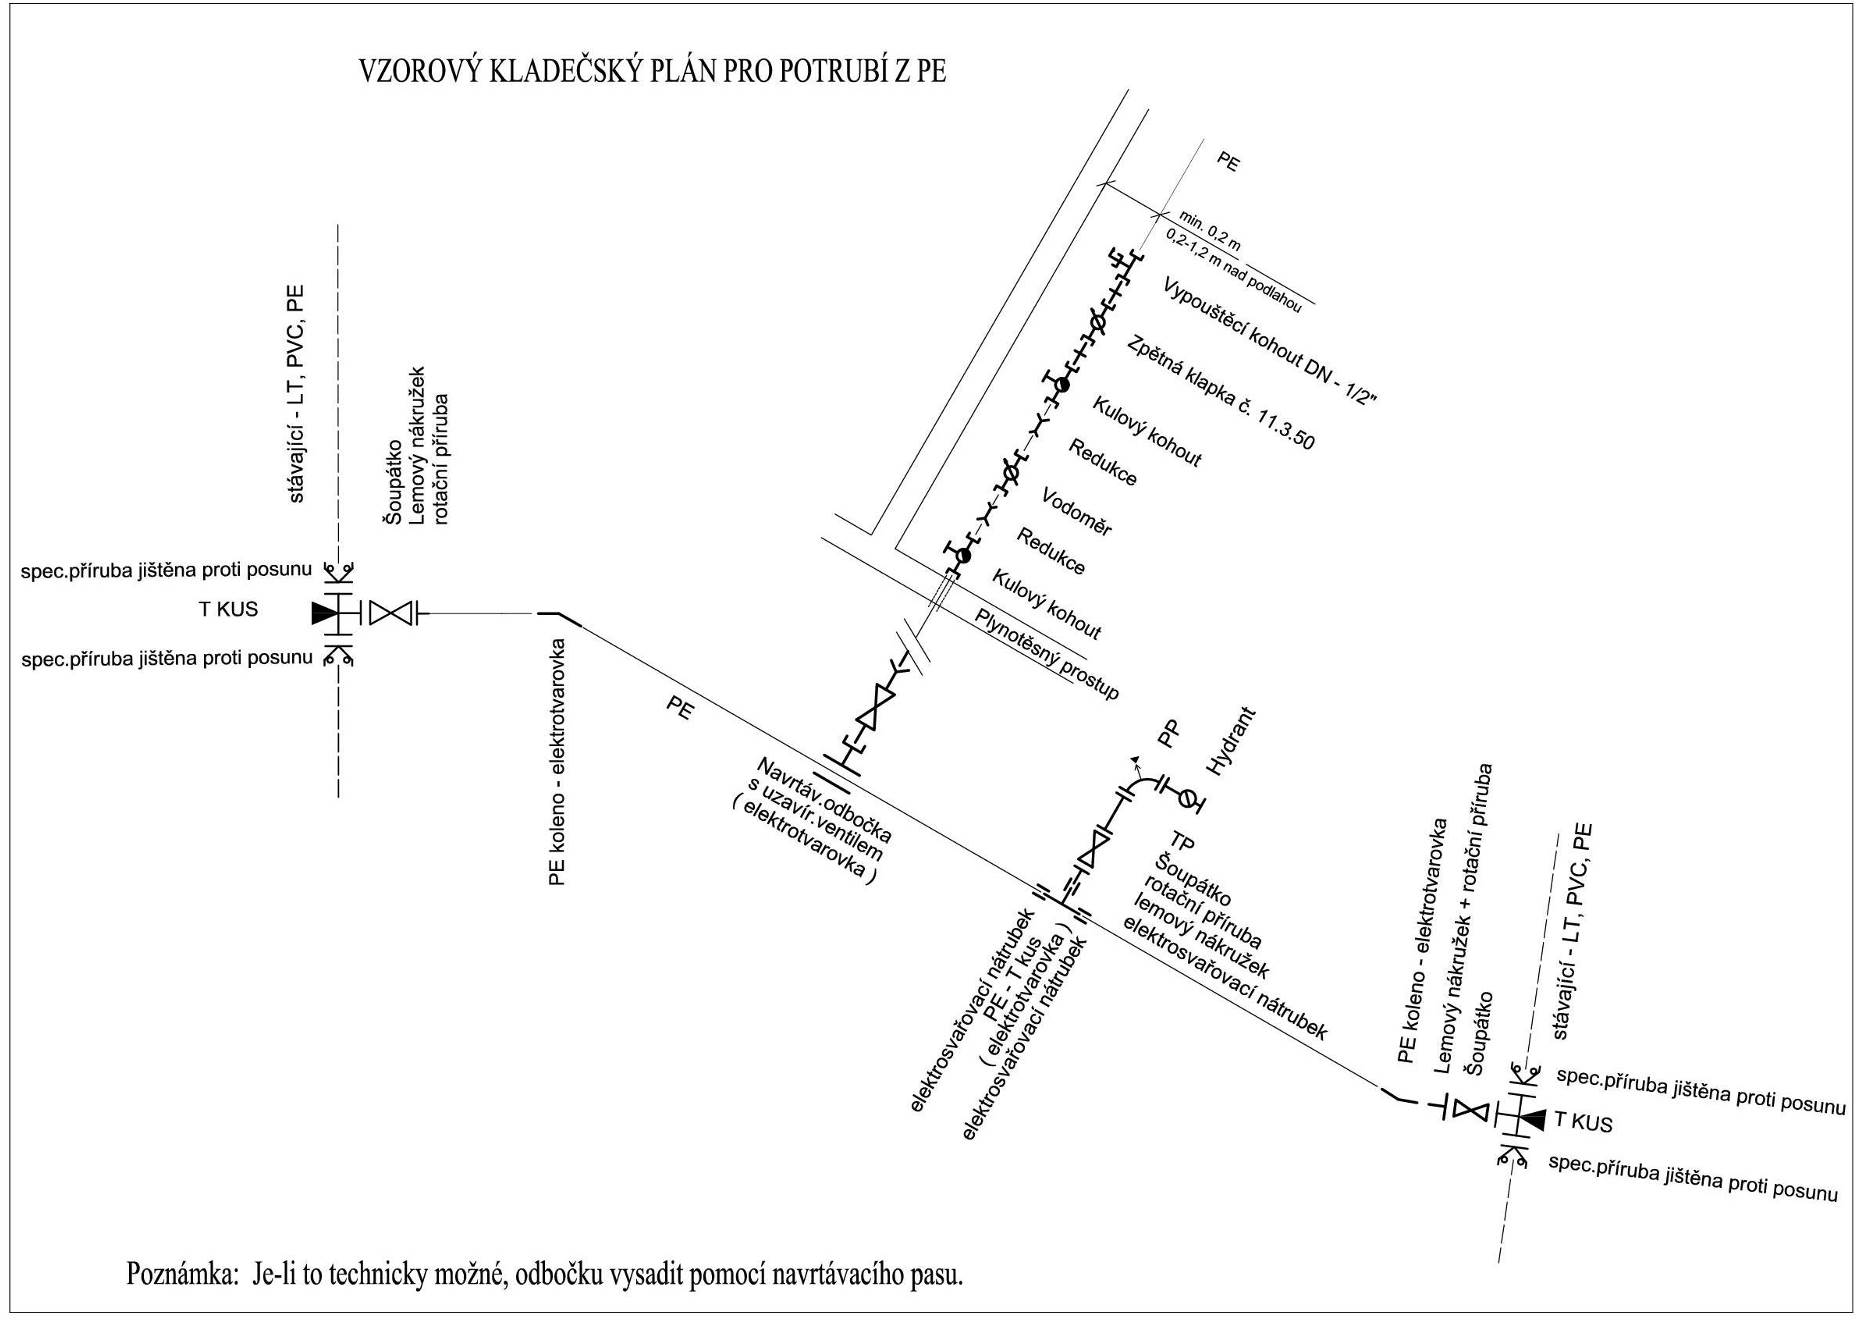 VZOROVÝ KLADEČSKÝ PLÁN PRO POTRUBÍ Z PE
PE
min. 0,2 m
0,2-1,2 m nad podlahou
Vypouštěcí kohout DN - 1/2"
Zpětná klapka č. 11.3.50
Kulový kohout
Redukce
Vodoměr
Redukce
Kulový kohout
Plynotěsný prostup
stávající - LT, PVC, PE
Šoupátko
Lemový nákružek
rotační příruba
spec.příruba jištěna proti posunu
T KUS
spec.příruba jištěna proti posunu
PE koleno - elektrotvarovka
PE
Navrtáv.odbočka
s uzavír.ventilem
( elektrotvarovka )
PP
Hydrant
TP
Šoupátko
rotační příruba
lemový nákružek
elektrosvařovací nátrubek
elektrosvařovací nátrubek
PE - T kus
( elektrotvarovka )
elektrosvařovací nátrubek
PE koleno - elektrotvarovka
Lemový nákružek + rotační příruba
Šoupátko
stávající - LT, PVC, PE
spec.příruba jištěna proti posunu
T KUS
spec.příruba jištěna proti posunu
Poznámka: Je-li to technicky možné, odbočku vysadit pomocí navrtávacího pasu.